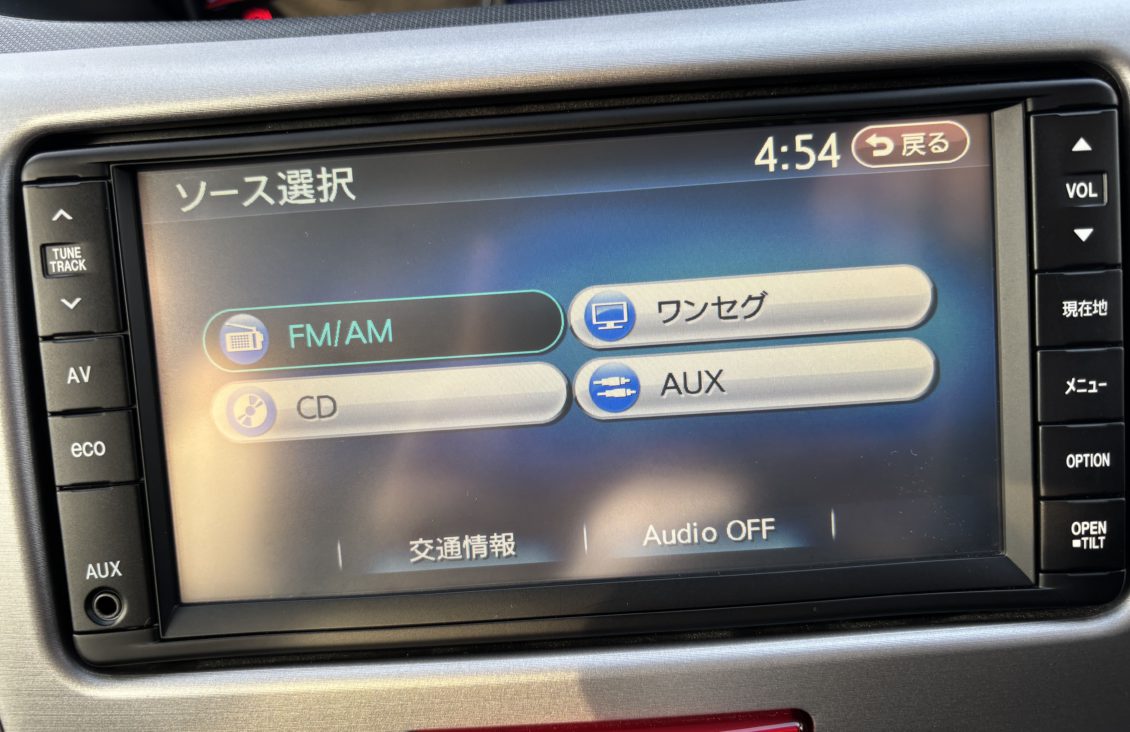 ソース選択
4:54
戻る
FM/AM
ワンセグ
CD
AUX
交通情報
Audio OFF
TUNE
TRACK
AV
eco
AUX
VOL
現在地
メニュー
OPTION
OPEN
TILT